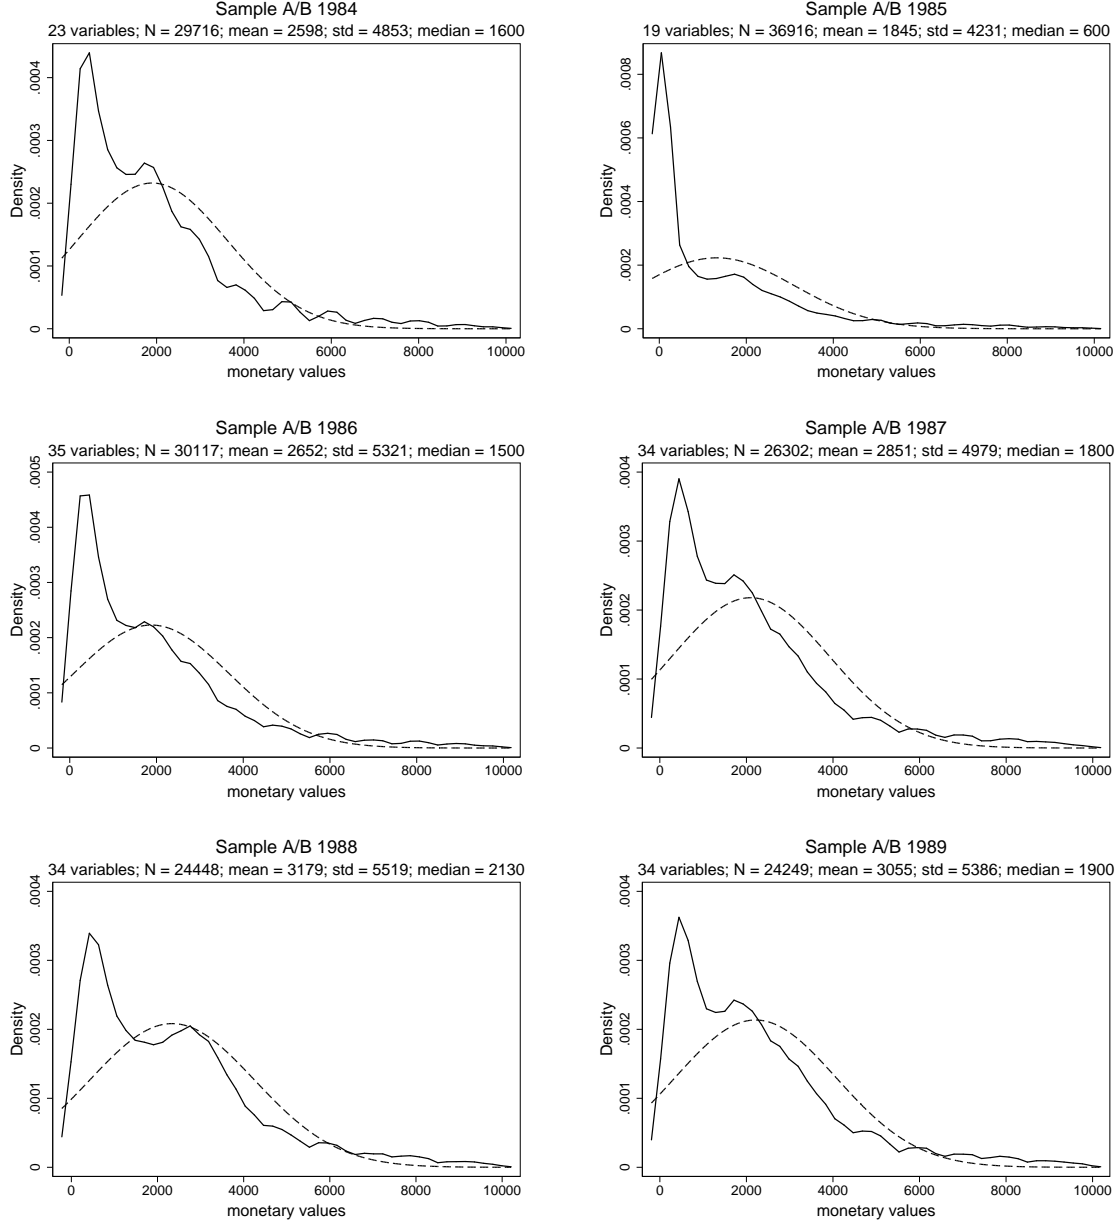 Sample A/B 1984
23 variables; N = 29716; mean = 2598; std = 4853; median = 1600
.0004
.0003
.0002
.0001
0
Density
0 2000 4000 6000 8000 10000
monetary values
Sample A/B 1985
19 variables; N = 36916; mean = 1845; std = 4231; median = 600
.0008
.0006
.0004
.0002
0
Density
0 2000 4000 6000 8000 10000
monetary values
Sample A/B 1986
35 variables; N = 30117; mean = 2652; std = 5321; median = 1500
.0005
.0004
.0003
.0002
.0001
0
Density
0 2000 4000 6000 8000 10000
monetary values
Sample A/B 1987
34 variables; N = 26302; mean = 2851; std = 4979; median = 1800
.0004
.0003
.0002
.0001
0
Density
0 2000 4000 6000 8000 10000
monetary values
Sample A/B 1988
34 variables; N = 24448; mean = 3179; std = 5519; median = 2130
.0004
.0003
.0002
.0001
0
Density
0 2000 4000 6000 8000 10000
monetary values
Sample A/B 1989
34 variables; N = 24249; mean = 3055; std = 5386; median = 1900
.0004
.0003
.0002
.0001
0
Density
0 2000 4000 6000 8000 10000
monetary values